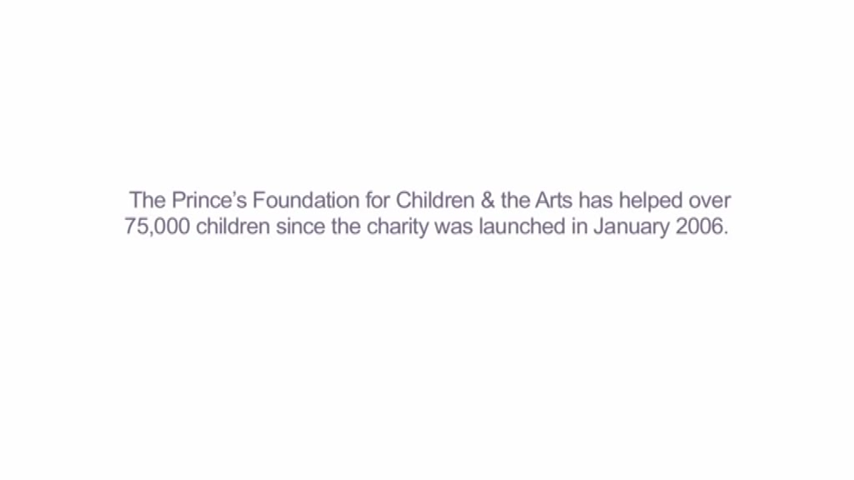 The Prince’s Foundation for Children & the Arts has helped over
75,000 children since the charity was launched in January 2006.